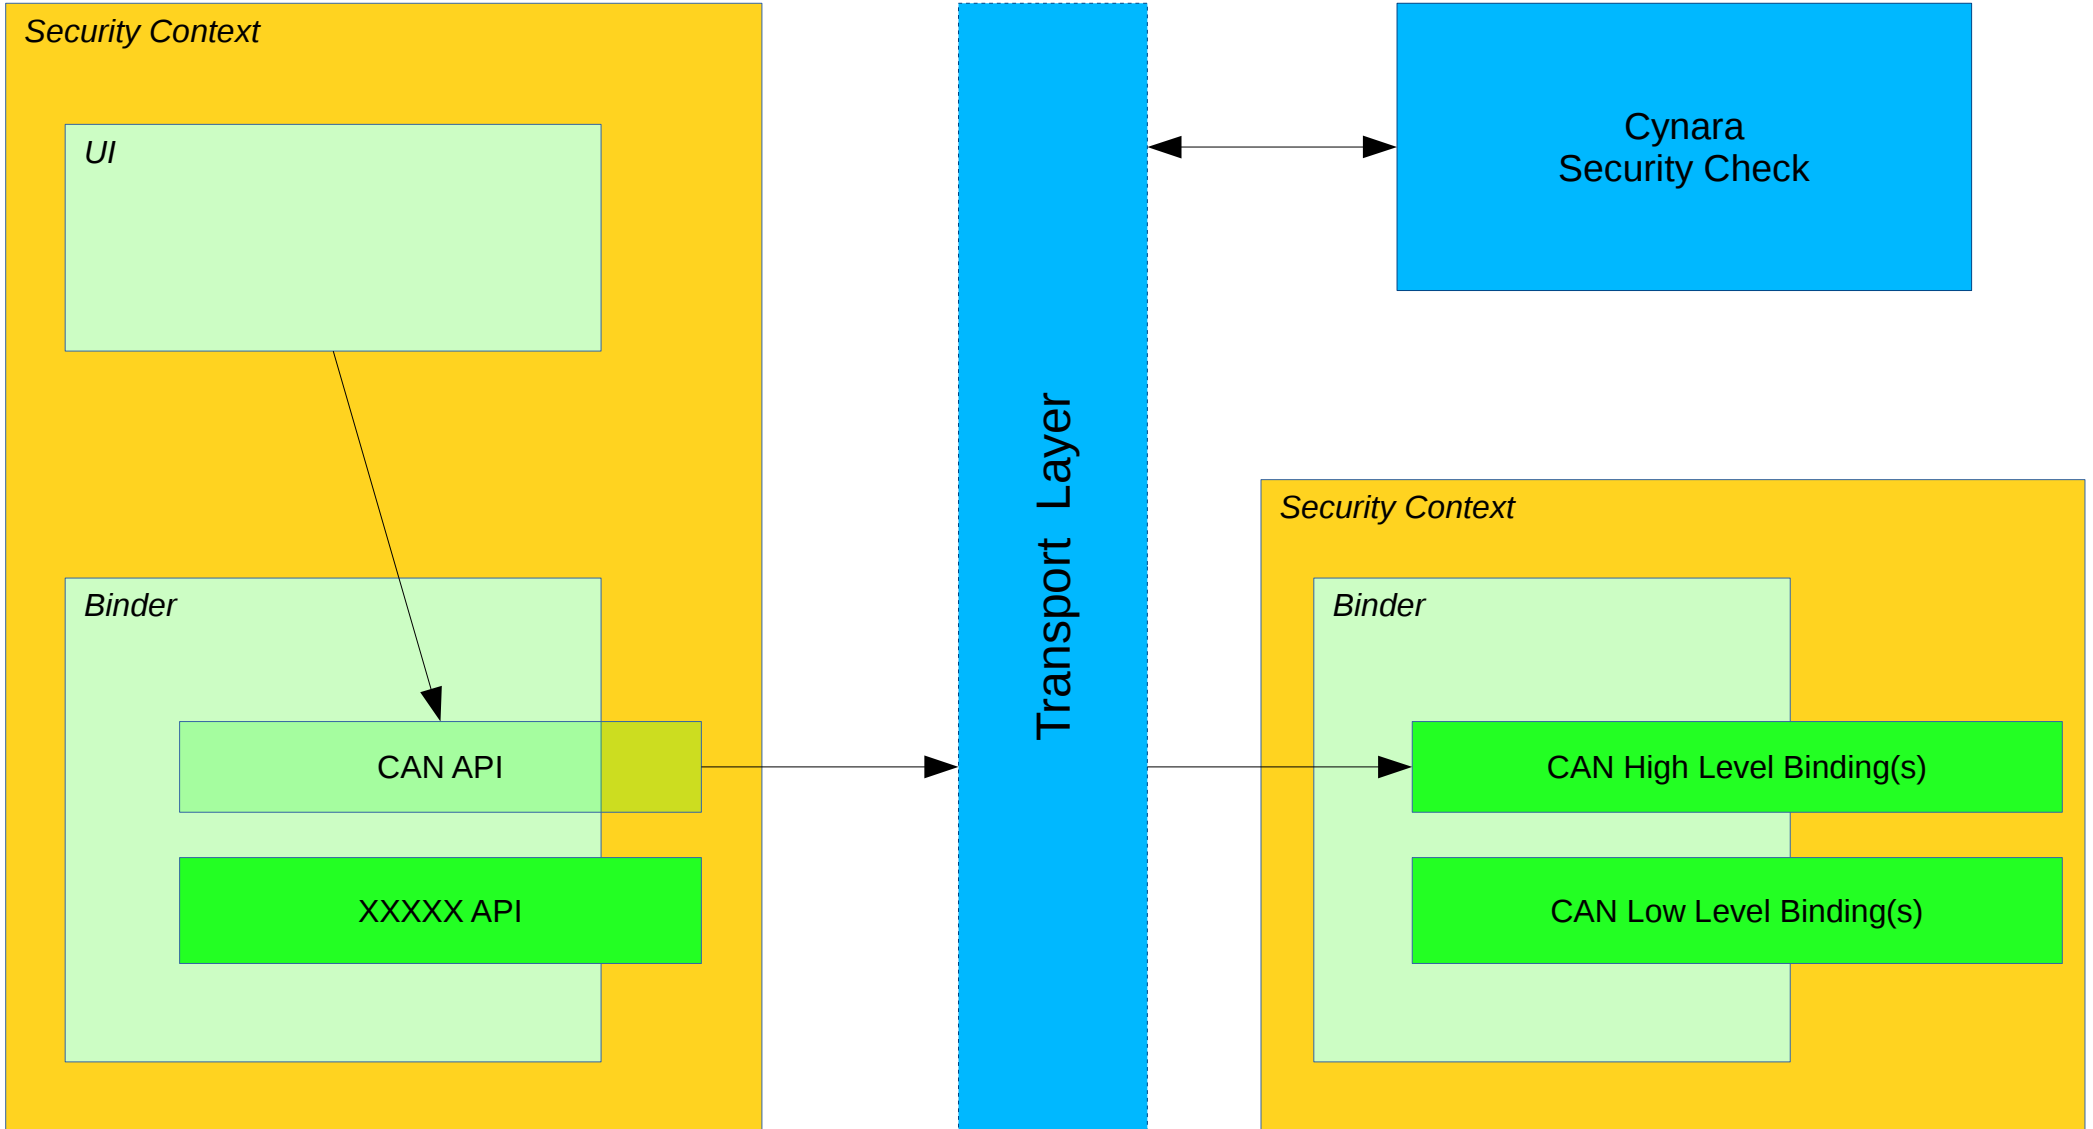 Security Context
UI
Binder
CAN API
XXXXX API
Transport Layer
Cynara
Security Check
Security Context
Binder
CAN High Level Binding(s)
CAN Low Level Binding(s)